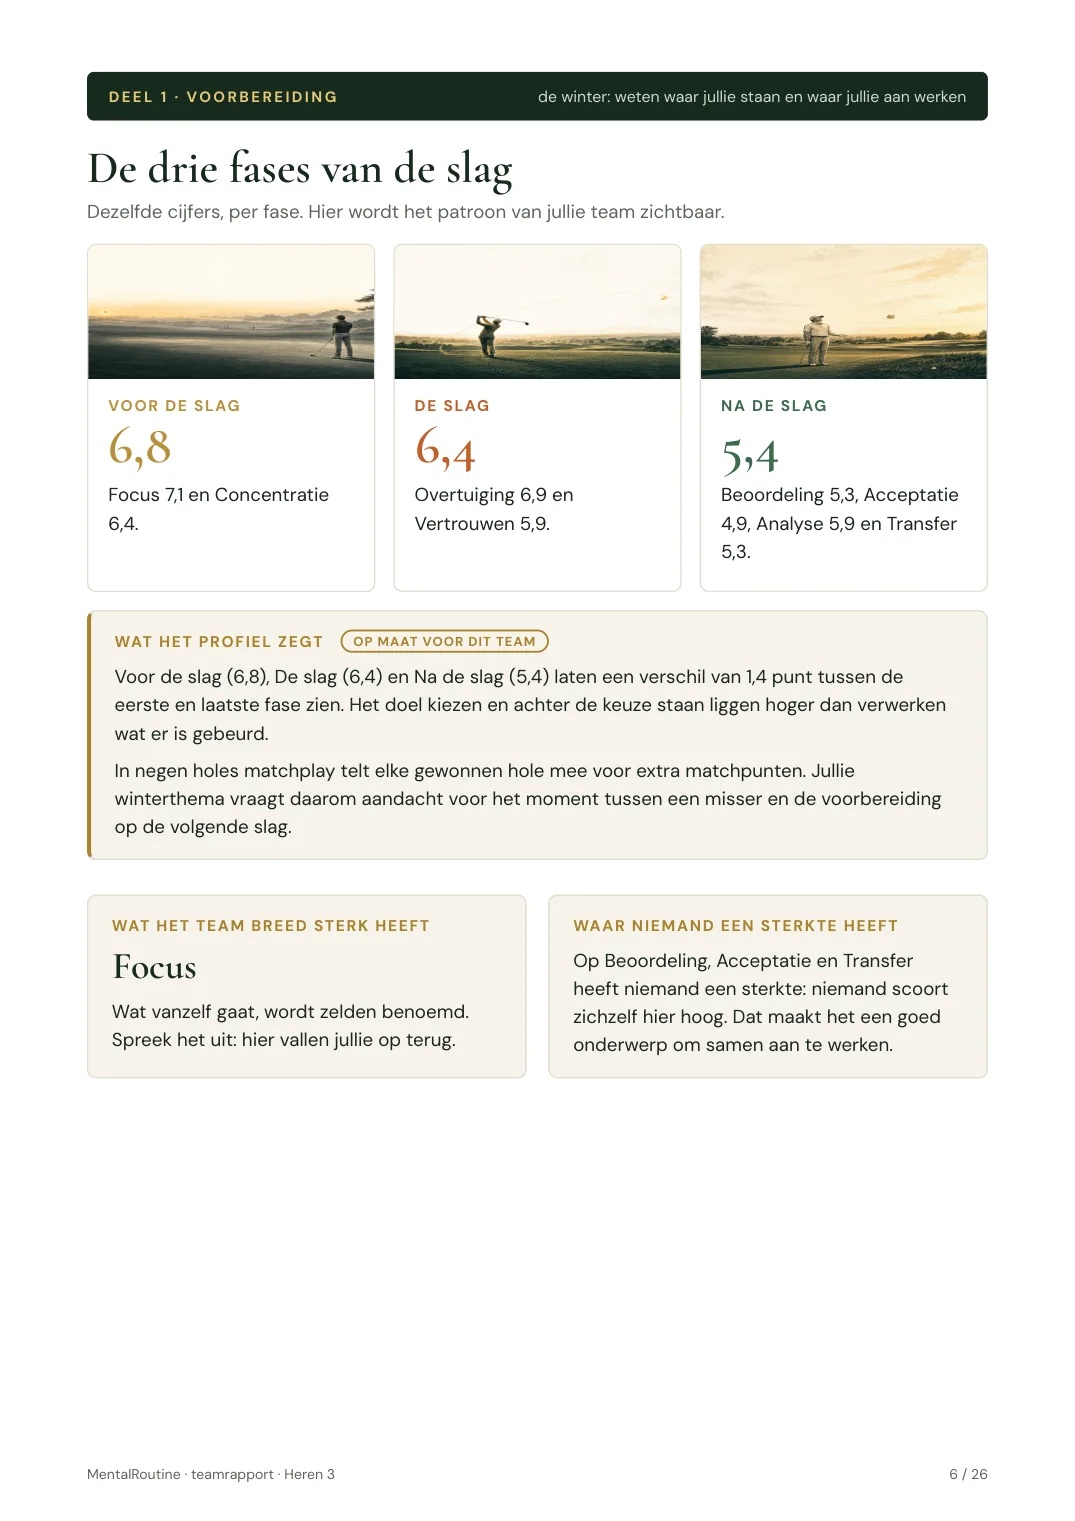 DEEL 1 · VOORBEREIDING
de winter: weten waar jullie staan en waar jullie aan werken
De drie fases van de slag
Dezelfde cijfers, per fase. Hier wordt het patroon van jullie team zichtbaar.
VOOR DE SLAG
6,8
Focus 7,1 en Concentratie
6,4.
DE SLAG
6,4
Overtuiging 6,9 en
Vertrouwen 5,9.
NA DE SLAG
5,4
Beoordeling 5,3, Acceptatie
4,9, Analyse 5,9 en Transfer
5,3.
WAT HET PROFIEL ZEGT
OP MAAT VOOR DIT TEAM
Voor de slag (6,8), De slag (6,4) en Na de slag (5,4) laten een verschil van 1,4 punt tussen de
eerste en laatste fase zien. Het doel kiezen en achter de keuze staan liggen hoger dan verwerken
wat er is gebeurd.
In negen holes matchplay telt elke gewonnen hole mee voor extra matchpunten. Jullie
winterthema vraagt daarom aandacht voor het moment tussen een misser en de voorbereiding
op de volgende slag.
WAT HET TEAM BREED STERK HEEFT
Focus
Wat vanzelf gaat, wordt zelden benoemd.
Spreek het uit: hier vallen jullie op terug.
WAAR NIEMAND EEN STERKTE HEEFT
Op Beoordeling, Acceptatie en Transfer
heeft niemand een sterkte: niemand scoort
zichzelf hier hoog. Dat maakt het een goed
onderwerp om samen aan te werken.
MentalRoutine · teamrapport · Heren 3
6 / 26